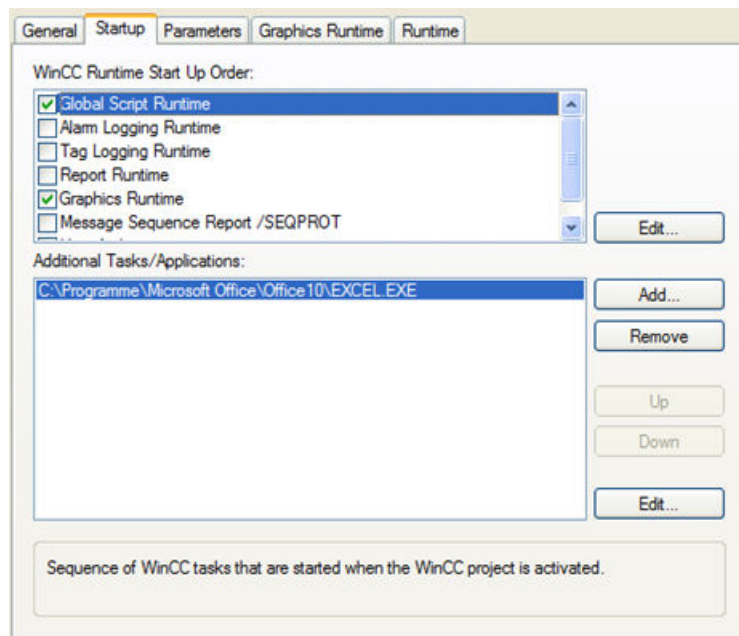 General Startup Parameters Graphics Runtime Runtime
WinCC Runtime Start Up Order:
Global Script Runtime
Alarm Logging Runtime
Tag Logging Runtime
Report Runtime
Graphics Runtime
Message Sequence Report /SEQPROT
Edit...
Additional Tasks/Applications:
C:\Programme\Microsoft Office\Office10\EXCEL.EXE
Add...
Remove
Up
Down
Edit...
Sequence of WinCC tasks that are started when the WinCC project is activated.